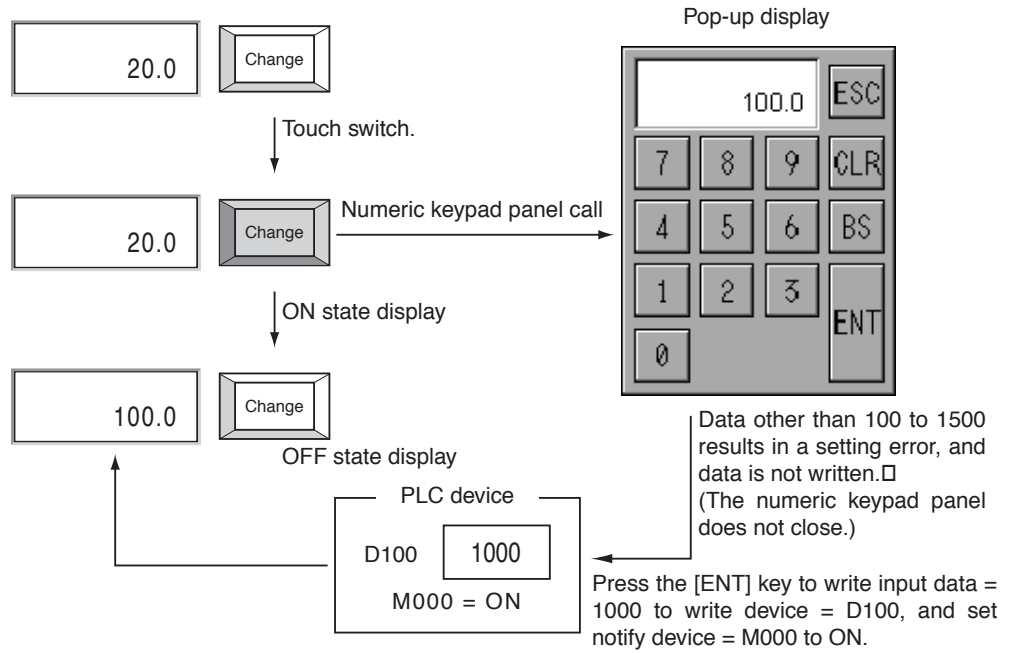 Pop-up display
20.0
Change
100.0
ESC
Touch switch.
7
8
9
CLR
20.0
Change
Numeric keypad panel call
4
5
6
BS
1
2
3
ENT
0
ON state display
100.0
Change
OFF state display
Data other than 100 to 1500
results in a setting error, and
data is not written.□
(The numeric keypad panel
does not close.)
PLC device
D100
1000
M000 = ON
Press the [ENT] key to write input data =
1000 to write device = D100, and set
notify device = M000 to ON.